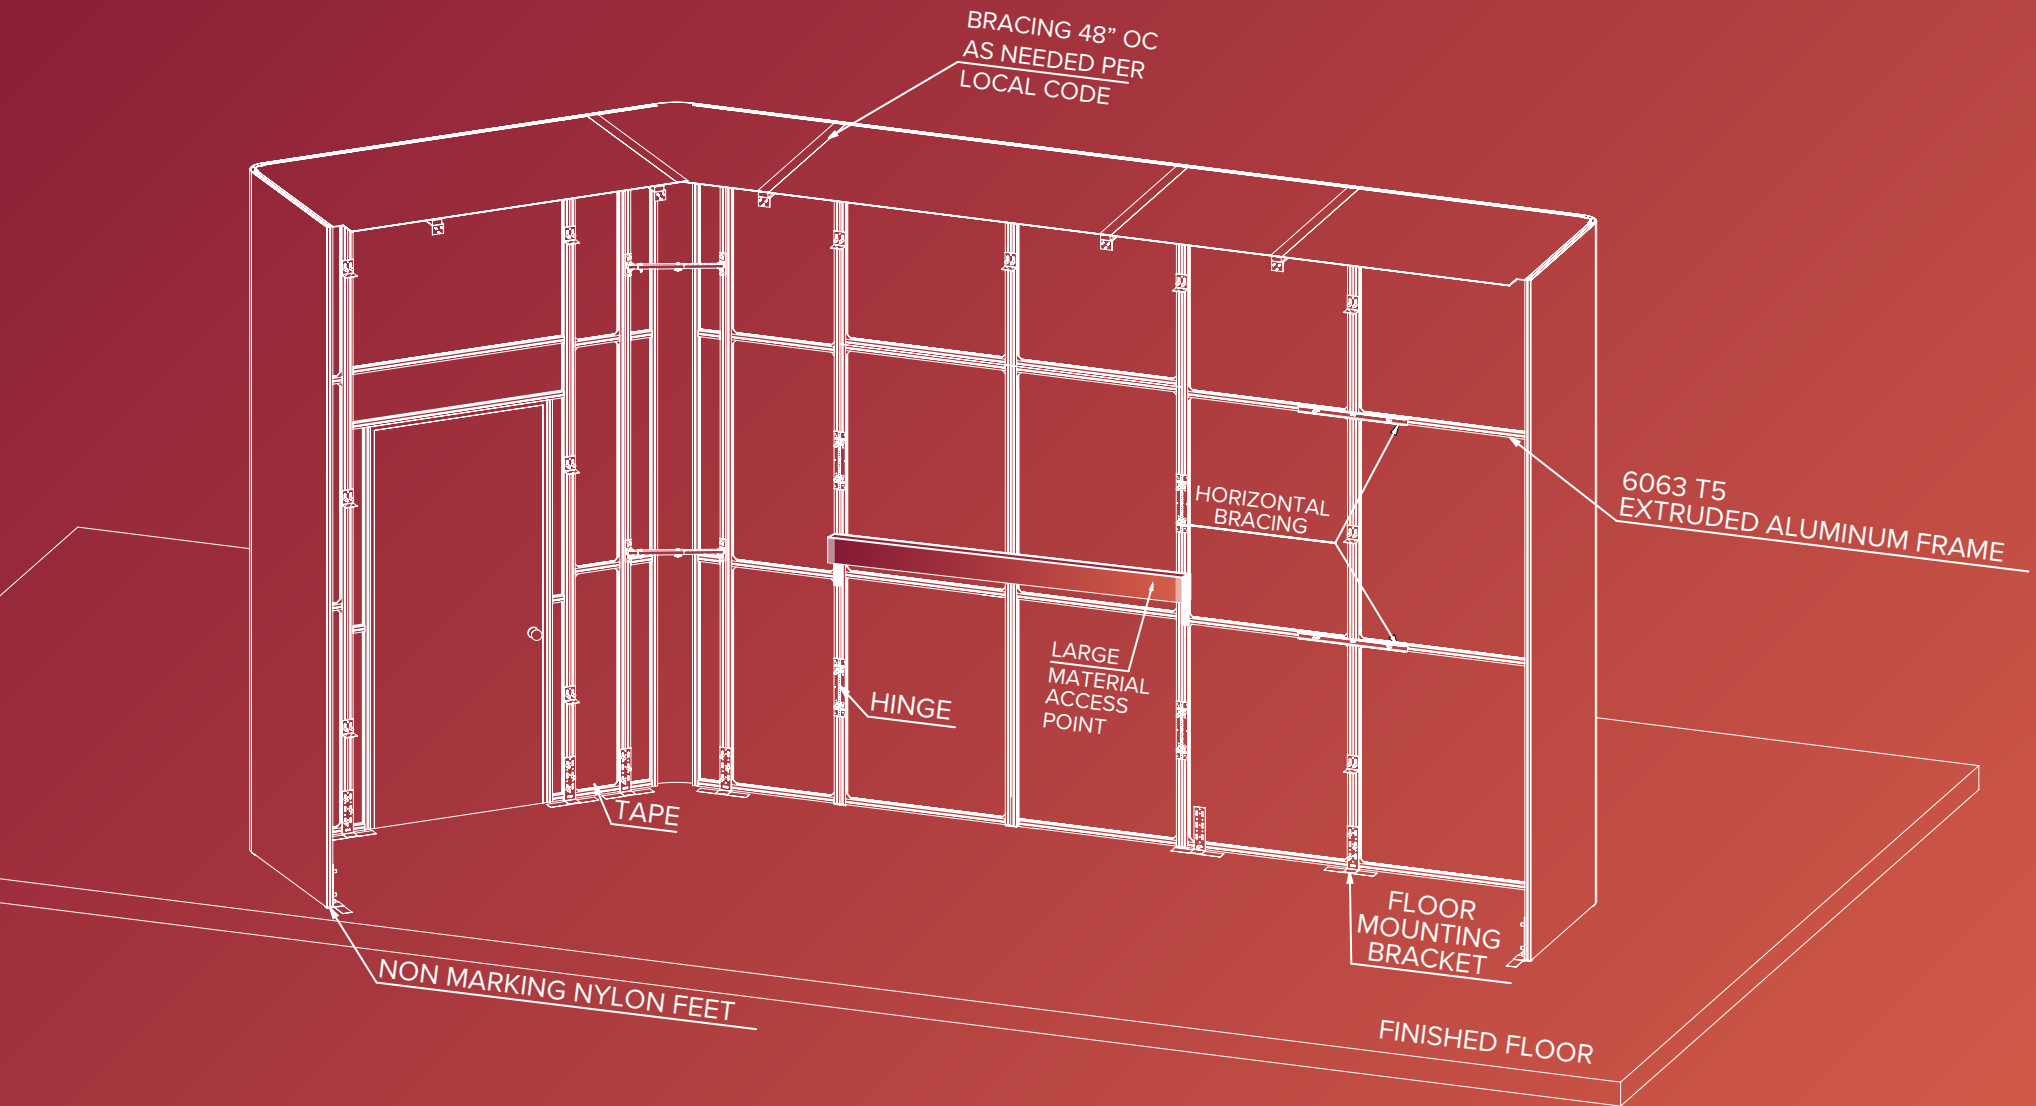 BRACING 48” OC
AS NEEDED PER
LOCAL CODE
6063 T5
EXTRUDED ALUMINUM FRAME
HORIZONTAL
BRACING
LARGE
MATERIAL
ACCESS
POINT
HINGE
TAPE
FLOOR
MOUNTING
BRACKET
NON MARKING NYLON FEET
FINISHED FLOOR